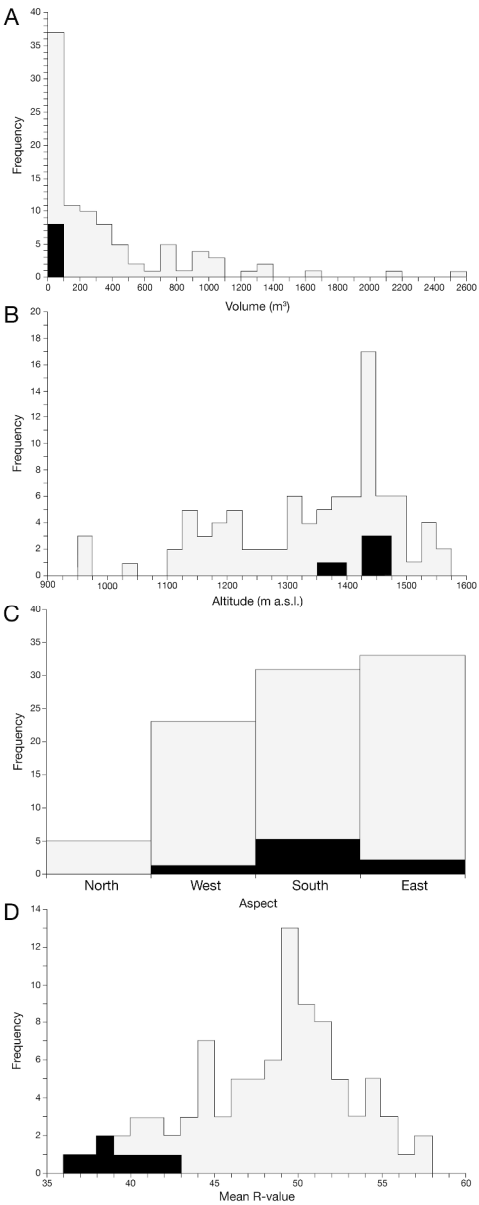 A
40
35
30
25
20
15
10
5
0
Frequency
0 200 400 600 800 1000 1200 1400 1600 1800 2000 2200 2400 2600
Volume (m³)
B
20
18
16
14
12
10
8
6
4
2
0
Frequency
900 1000 1100 1200 1300 1400 1500 1600
Altitude (m a.s.l.)
C
40
35
30
25
20
15
10
5
0
Frequency
North West South East
Aspect
D
14
12
10
8
6
4
2
0
Frequency
35 40 45 50 55 60
Mean R-value